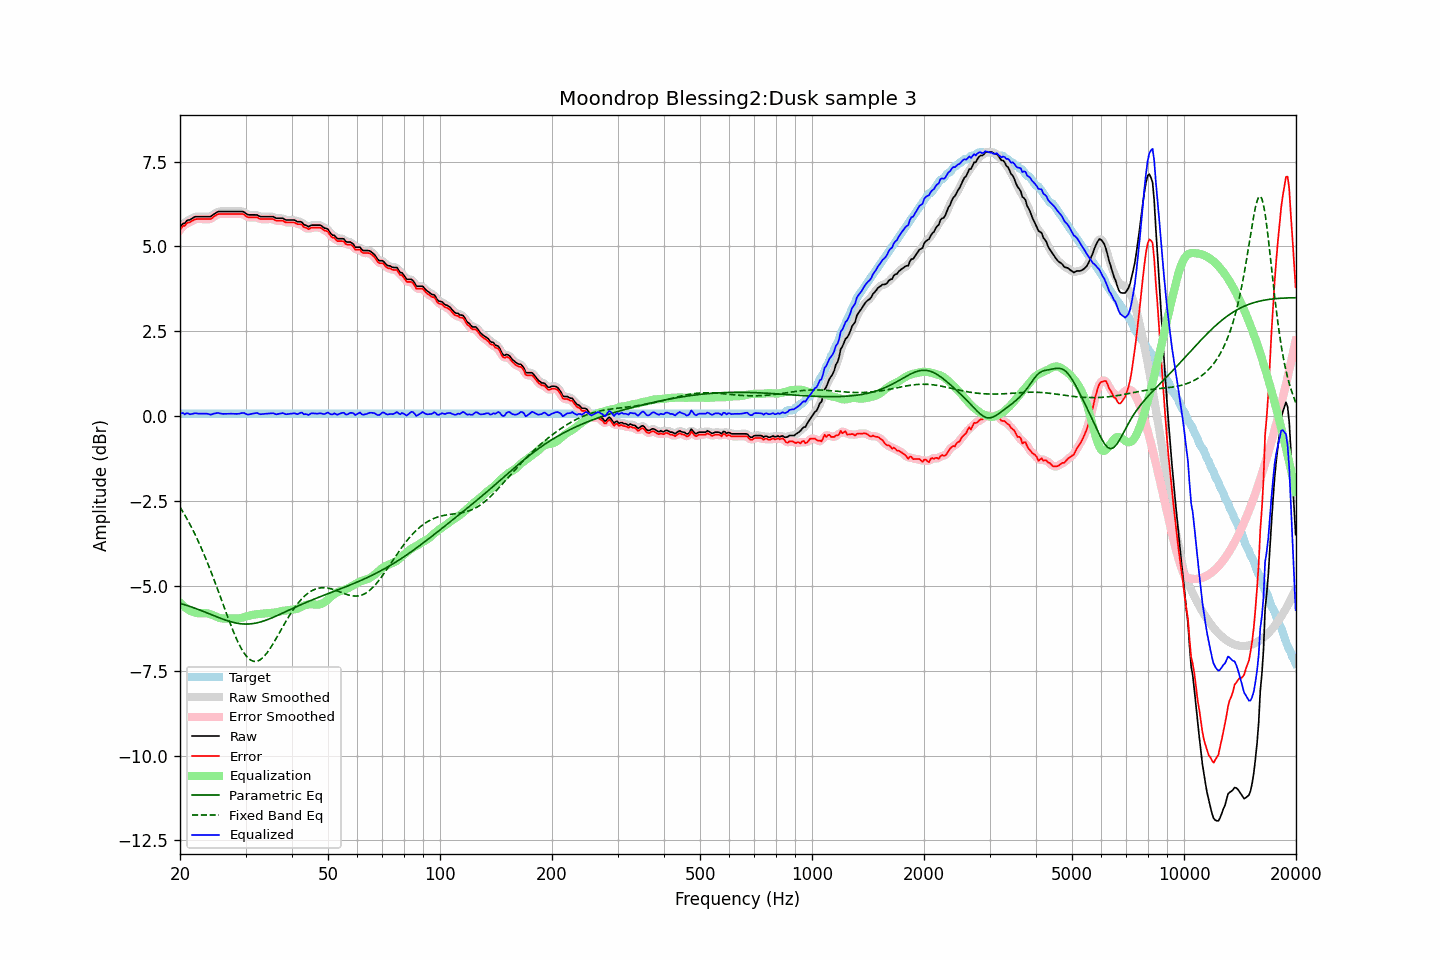 Moondrop Blessing2:Dusk sample 3
Amplitude (dBr)
7.5
5.0
2.5
0.0
−2.5
−5.0
−7.5
−10.0
−12.5
Target
Raw Smoothed
Error Smoothed
Raw
Error
Equalization
Parametric Eq
Fixed Band Eq
Equalized
20 50 100 200 500 1000 2000 5000 10000 20000
Frequency (Hz)